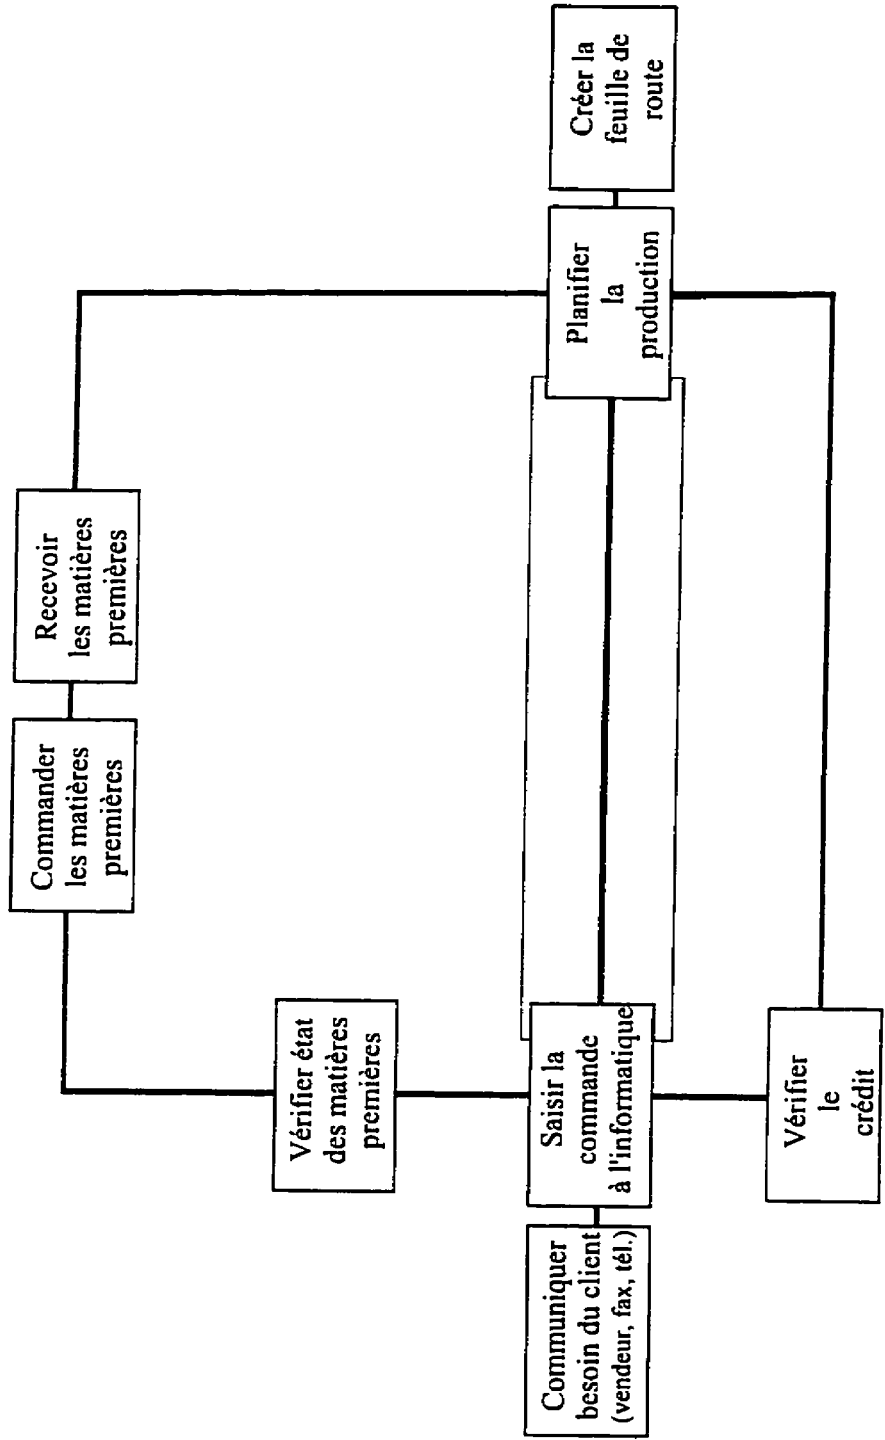 Communiquer
besoin du client
(vendeur, fax, tél.)
Saisir la
commande
à l'informatique
Vérifier état
des matières
premières
Vérifier
le
crédit
Commander
les matières
premières
Recevoir
les matières
premières
Planifier
la
production
Créer la
feuille de
route